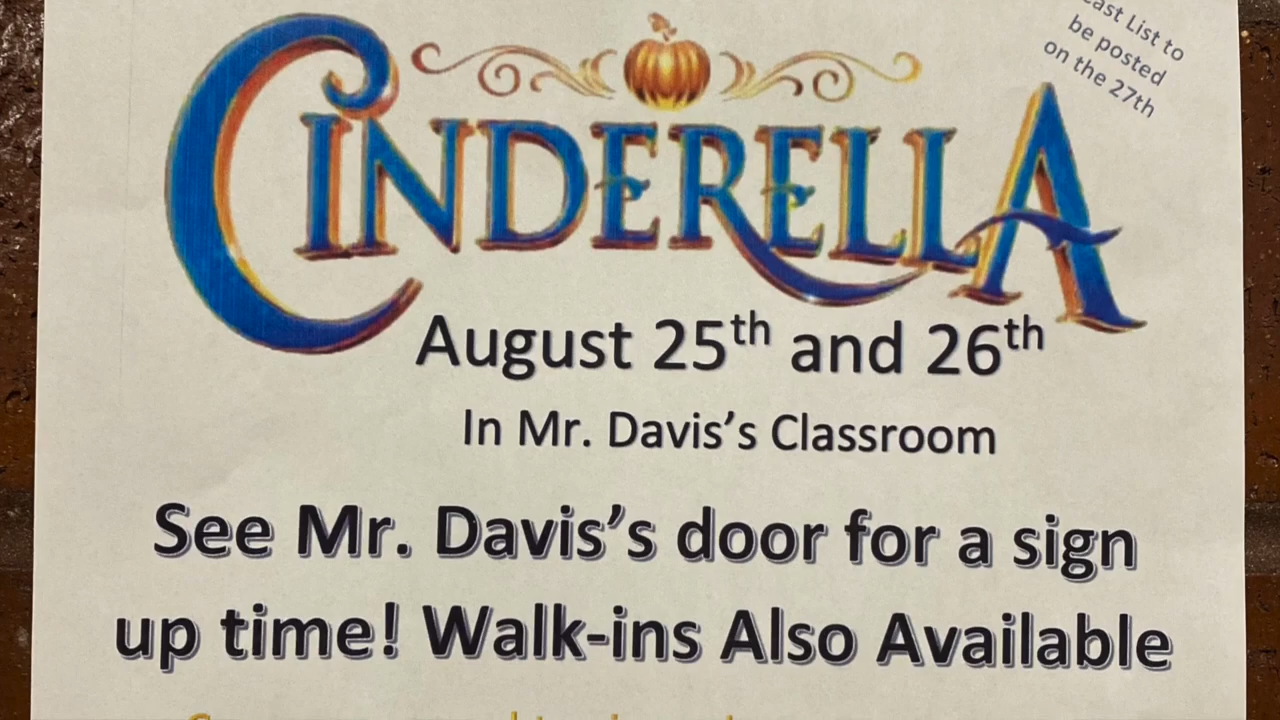 List to
be posted
on the 27th
CINDERELLA
August 25th and 26th
In Mr. Davis's Classroom
See Mr. Davis's door for a sign
up time! Walk-ins Also Available